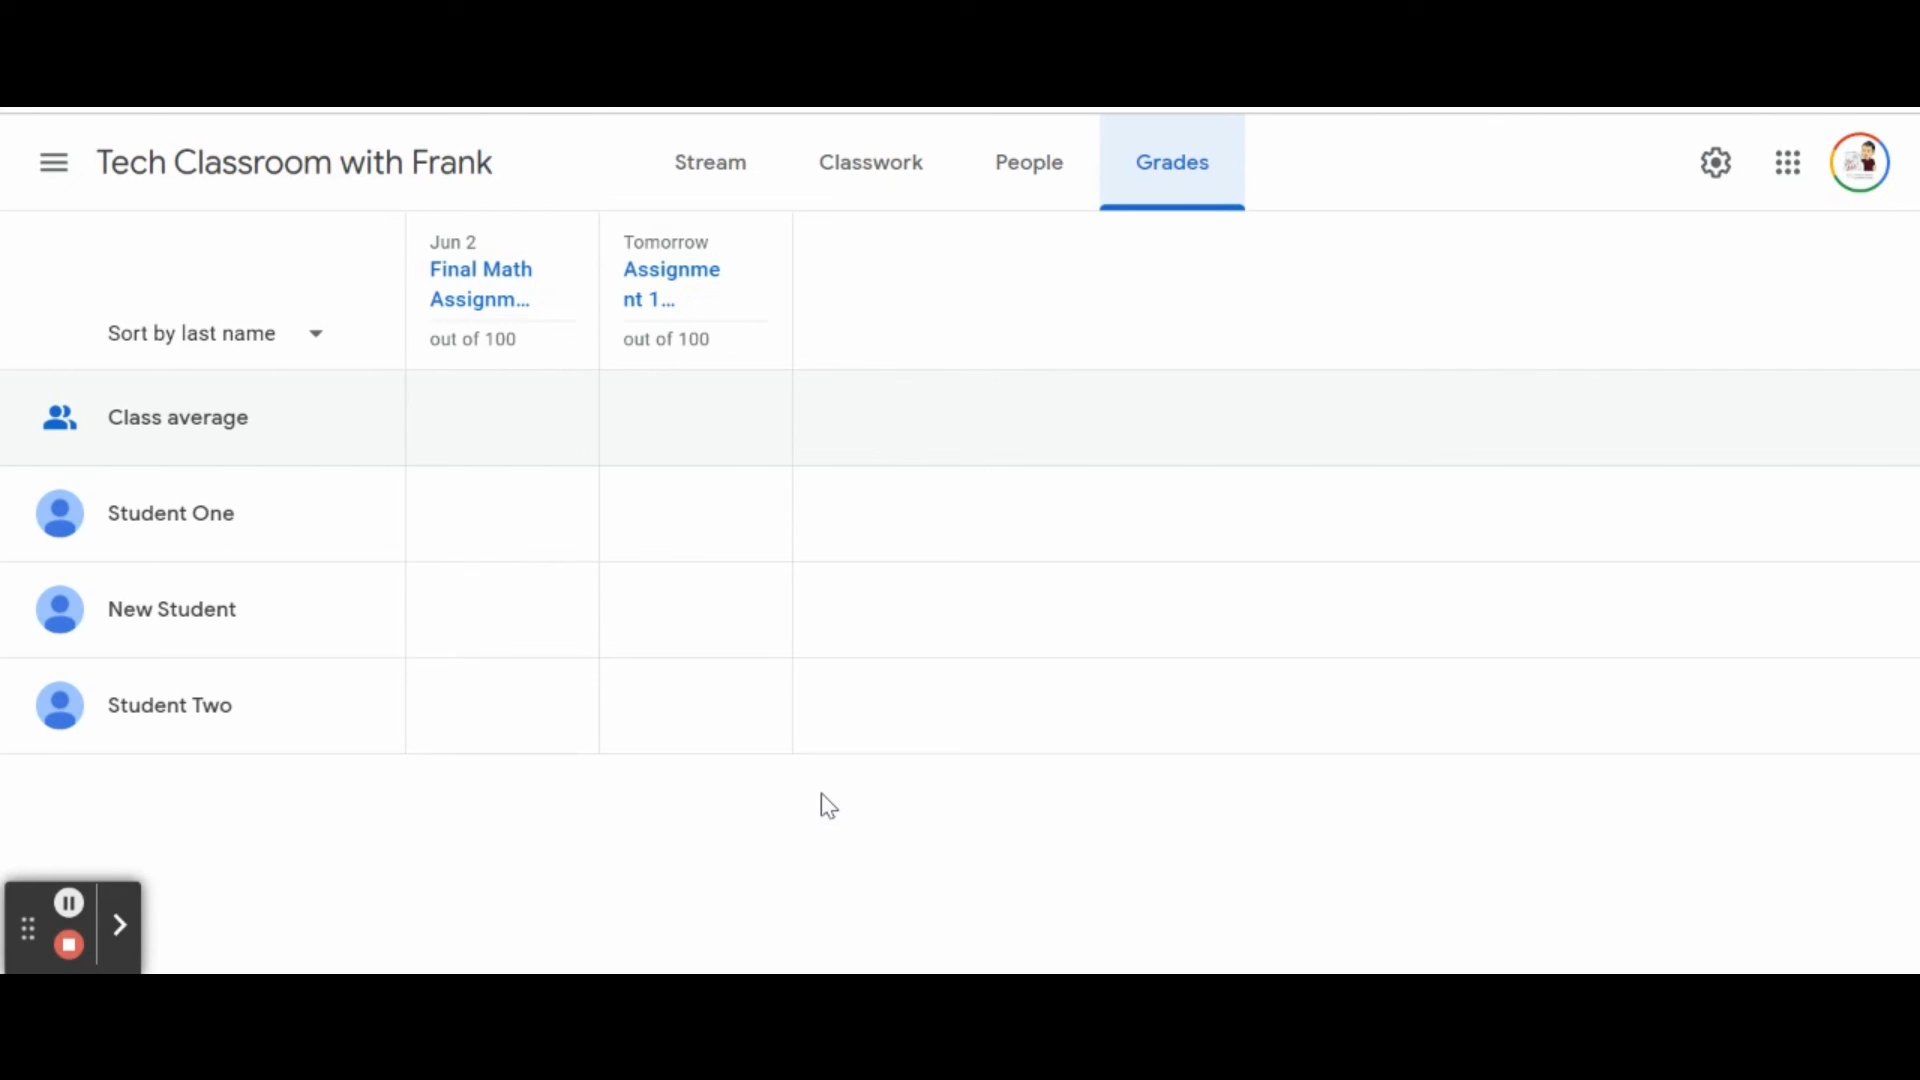 Tech Classroom with Frank
Stream
Classwork
People
Grades
Jun 2
Final Math
Assignm...
out of 100
Tomorrow
Assignme
nt 1...
out of 100
Sort by last name
Class average
Student One
New Student
Student Two